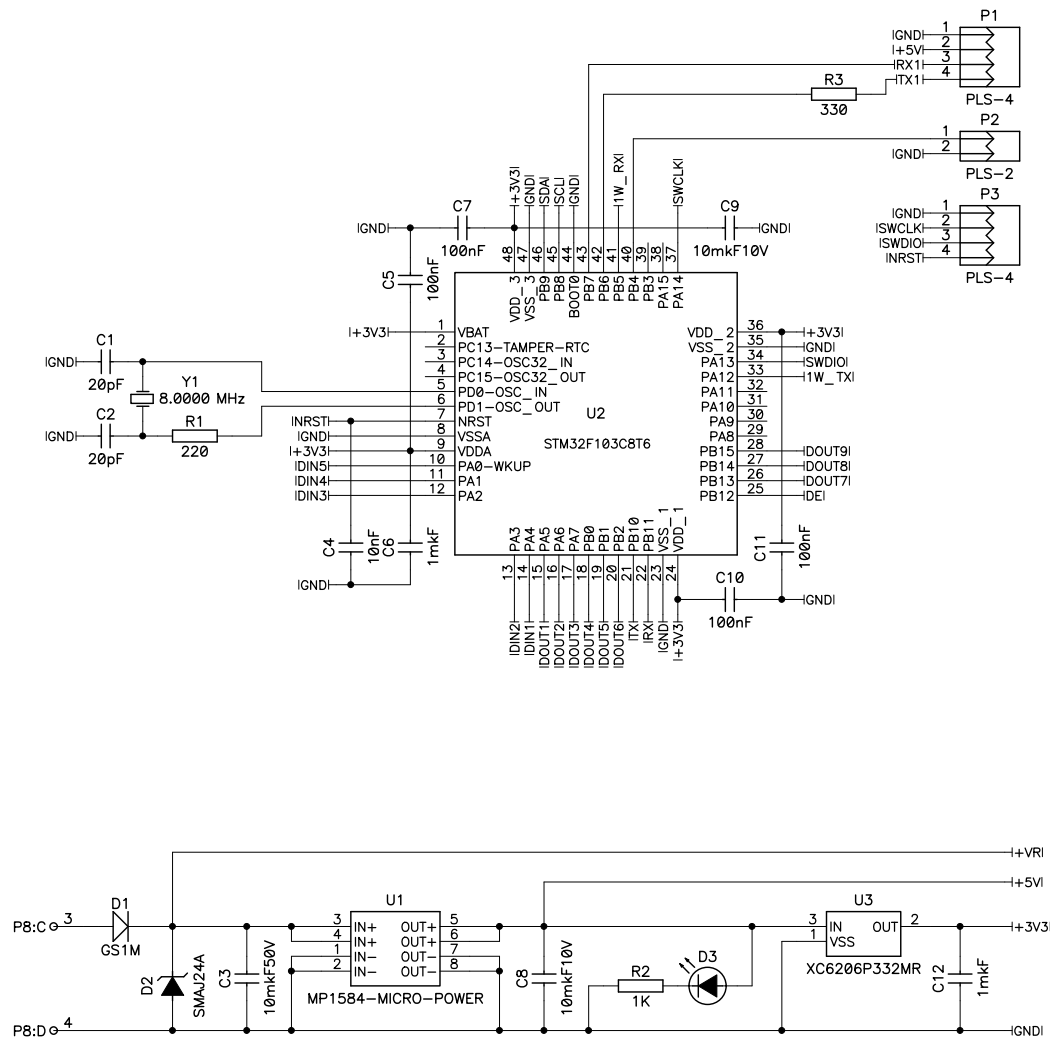 P1
|GND| 1
|+5V| 2
|RX1| 3
|TX1| 4
PLS-4
R3
330
P2
1
|GND| 2
PLS-2
P3
|GND| 1
|SWCLK| 2
|SWDIO| 3
|NRST| 4
PLS-4
|+3V3| |GND| |SDA| |SCL| |GND| |1W_RX| |SWCLK|
|GND| C7 100nF
C9 10mkF10V |GND|
C5 100nF
48 47 46 45 44 43 42 41 40 39 38 37
VDD_3 VSS_3 PB9 PB8 BOOT0 PB7 PB6 PB5 PB4 PB3 PA15 PA14
|+3V3| 1 VBAT
2 PC13-TAMPER-RTC
3 PC14-OSC32_IN
4 PC15-OSC32_OUT
5 PD0-OSC_IN
6 PD1-OSC_OUT
|NRST| 7 NRST
|GND| 8 VSSA
|+3V3| 9 VDDA
|DIN5| 10 PA0-WKUP
|DIN4| 11 PA1
|DIN3| 12 PA2
U2
STM32F103C8T6
VDD_2 36 |+3V3|
VSS_2 35 |GND|
PA13 34 |SWDIO|
PA12 33 |1W_TX|
PA11 32
PA10 31
PA9 30
PA8 29
PB15 28 |DOUT9|
PB14 27 |DOUT8|
PB13 26 |DOUT7|
PB12 25 |DE|
|GND| C1 20pF
Y1
8.0000 MHz
|GND| C2 20pF
R1
220
C4 10nF
C6 1mkF
|GND|
PA3 PA4 PA5 PA6 PA7 PB0 PB1 PB2 PB10 PB11 VSS_1 VDD_1
13 14 15 16 17 18 19 20 21 22 23 24
|DIN2| |DIN1| |DOUT1| |DOUT2| |DOUT3| |DOUT4| |DOUT5| |DOUT6| |TX| |RX| |GND| |+3V3|
C11 100nF
C10 100nF |GND|
|+VR|
|+5V|
P8:C 3
D1
GS1M
D2 SMAJ24A
C3 10mkF50V
U1
3 IN+ OUT+ 5
4 IN+ OUT+ 6
1 IN- OUT- 7
2 IN- OUT- 8
MP1584-MICRO-POWER
C8 10mkF10V
R2
1K
D3
U3
3 IN OUT 2
1 VSS
XC6206P332MR
|+3V3|
C12 1mkF
P8:D 4
|GND|